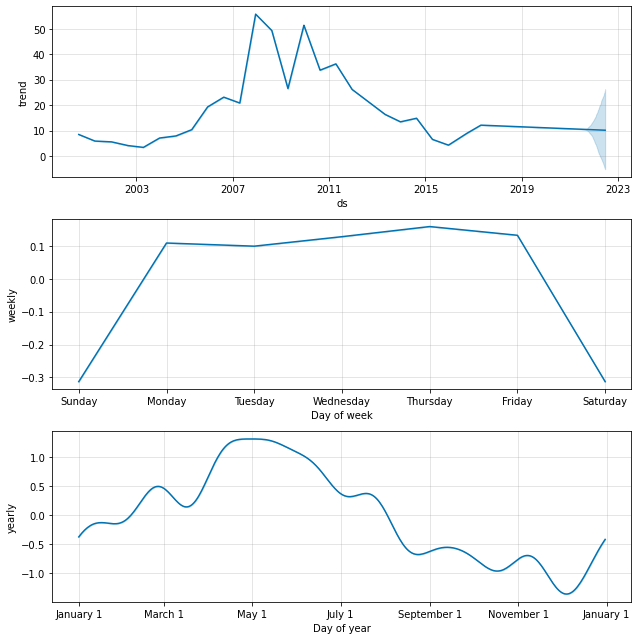 50
40
30
20
10
0
trend
2003 2007 2011 2015 2019 2023
ds
0.1
0.0
−0.1
−0.2
−0.3
weekly
Sunday Monday Tuesday Wednesday Thursday Friday Saturday
Day of week
1.0
0.5
0.0
−0.5
−1.0
yearly
January 1 March 1 May 1 July 1 September 1 November 1 January 1
Day of year